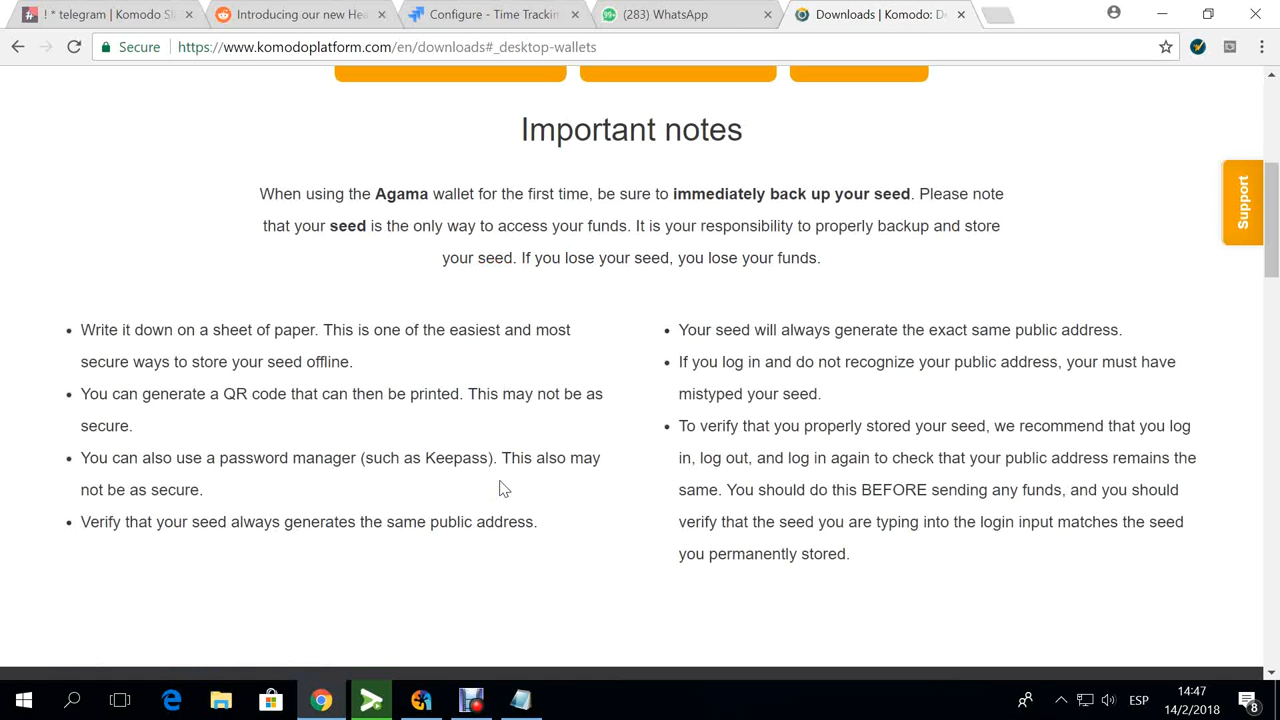 ! * telegram | Komodo Sl
Introducing our new Hea
Configure - Time Trackin
99+ (283) WhatsApp
Downloads | Komodo: De
Secure https://www.komodoplatform.com/en/downloads#_desktop-wallets
Important notes
When using the Agama wallet for the first time, be sure to immediately back up your seed. Please note
that your seed is the only way to access your funds. It is your responsibility to properly backup and store
your seed. If you lose your seed, you lose your funds.
Support
• Write it down on a sheet of paper. This is one of the easiest and most
secure ways to store your seed offline.
• You can generate a QR code that can then be printed. This may not be as
secure.
• You can also use a password manager (such as Keepass). This also may
not be as secure.
• Verify that your seed always generates the same public address.
• Your seed will always generate the exact same public address.
• If you log in and do not recognize your public address, your must have
mistyped your seed.
• To verify that you properly stored your seed, we recommend that you log
in, log out, and log in again to check that your public address remains the
same. You should do this BEFORE sending any funds, and you should
verify that the seed you are typing into the login input matches the seed
you permanently stored.
ESP
14:47
14/2/2018
8